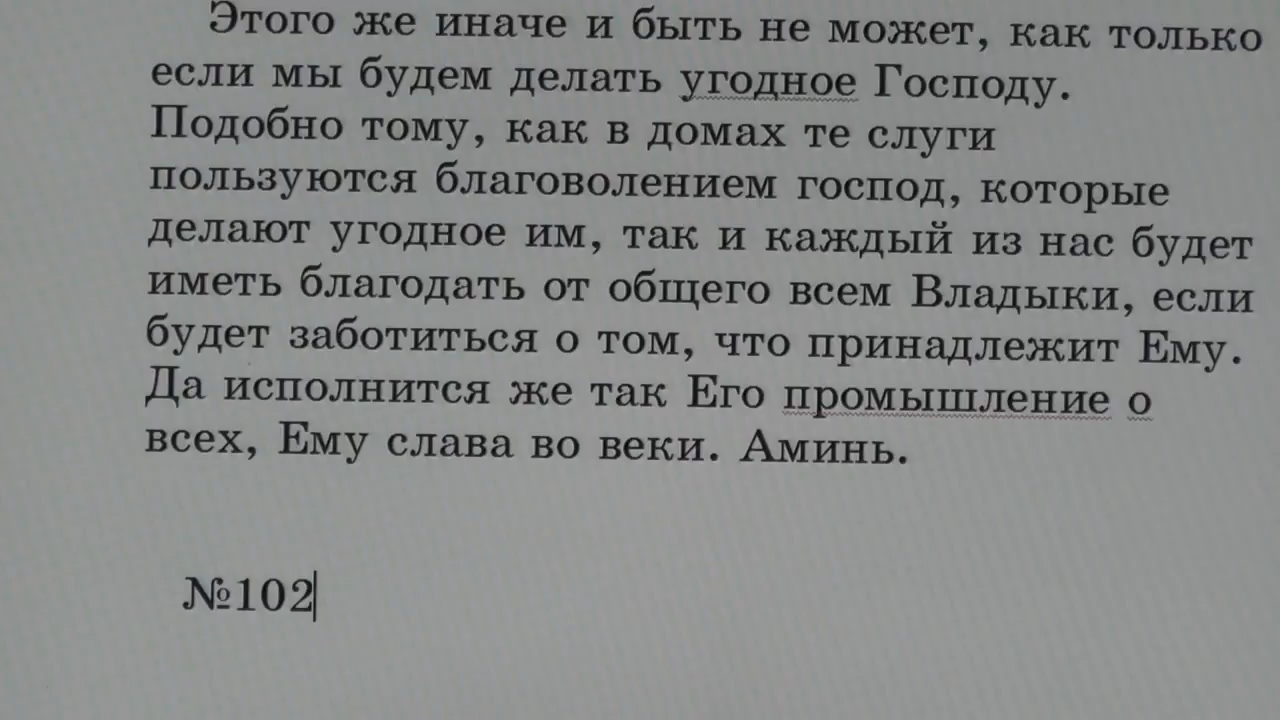 Этого же иначе и быть не может, как только
если мы будем делать угодное Господу.
Подобно тому, как в домах те слуги
пользуются благоволением господ, которые
делают угодное им, так и каждый из нас будет
иметь благодать от общего всем Владыки, если
будет заботиться о том, что принадлежит Ему.
Да исполнится же так Его промышление о
всех, Ему слава во веки. Аминь.
№102